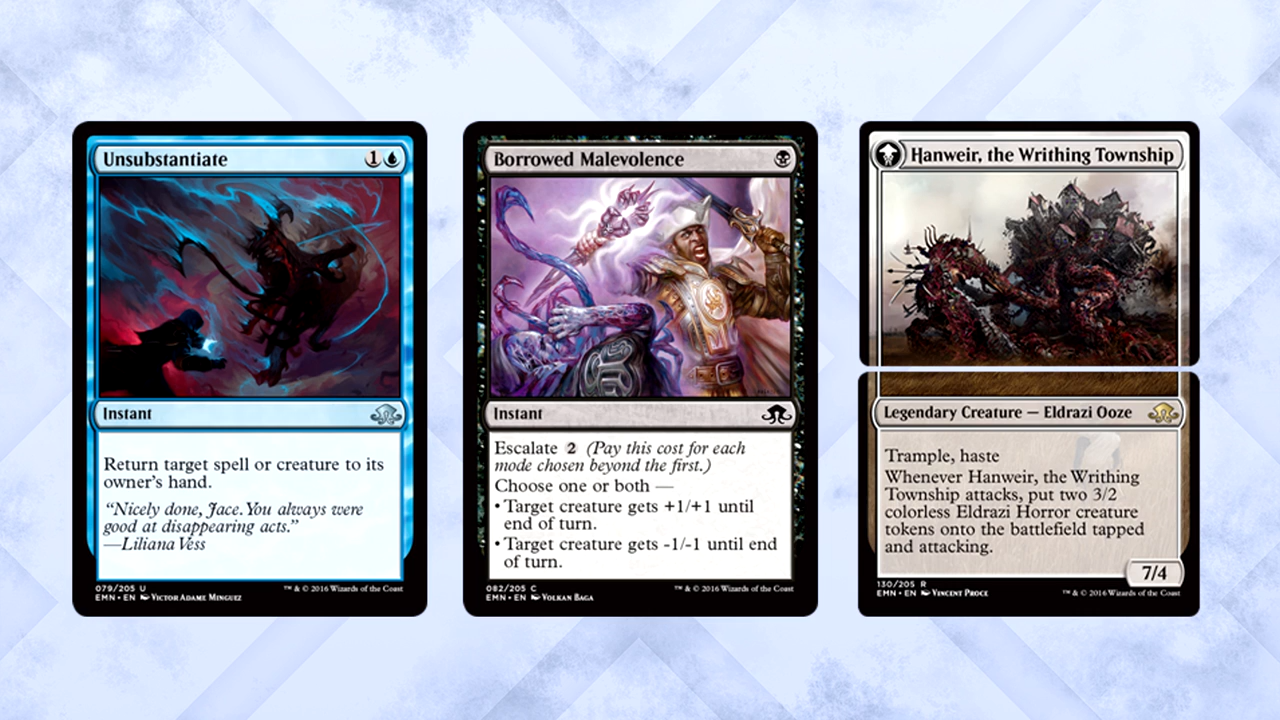 Unsubstantiate 1
Instant
Return target spell or creature to its
owner's hand.
“Nicely done, Jace. You always were
good at disappearing acts.”
—Liliana Vess
079/205 U
EMN • EN Victor Adame Minguez
™ & © 2016 Wizards of the Coast
Borrowed Malevolence
Instant
Escalate 2 (Pay this cost for each
mode chosen beyond the first.)
Choose one or both —
• Target creature gets +1/+1 until
end of turn.
• Target creature gets -1/-1 until end
of turn.
082/205 C
EMN • EN Volkan Baga
™ & © 2016 Wizards of the Coast
Hanweir, the Writhing Township
Legendary Creature — Eldrazi Ooze
Trample, haste
Whenever Hanweir, the Writhing
Township attacks, put two 3/2
colorless Eldrazi Horror creature
tokens onto the battlefield tapped
and attacking.
7/4
130/205 R
EMN • EN Vincent Proce
™ & © 2016 Wizards of the Coast